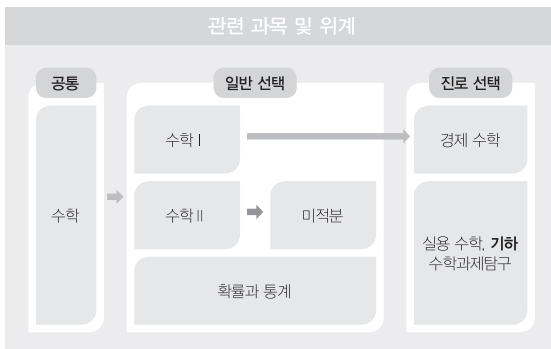 관련 과목 및 위계
공통
일반 선택
진로 선택
수학
수학 I
수학 II
미적분
확률과 통계
경제 수학
실용 수학, 기하
수학과제탐구